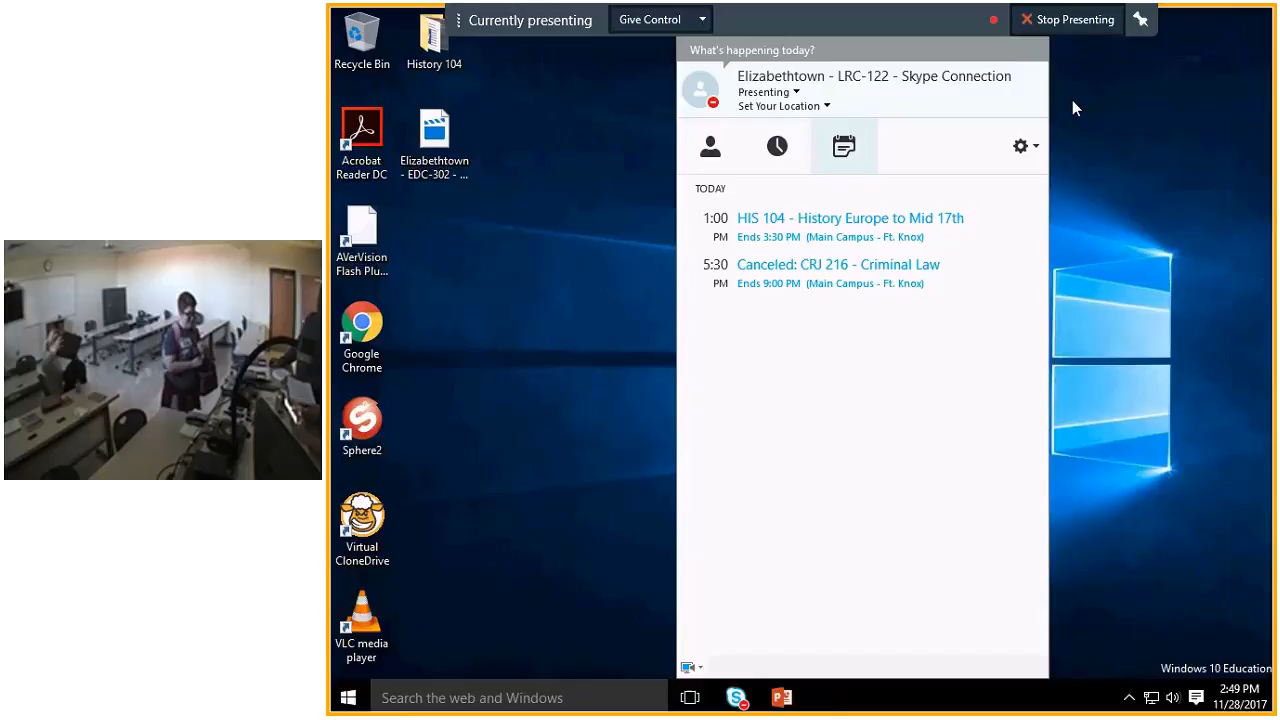 Currently presenting
Give Control
Stop Presenting
Recycle Bin
History 104
Acrobat
Reader DC
Elizabethtown
- EDC-302 - ...
AVerVision
Flash Plu...
Google
Chrome
Sphere2
Virtual
CloneDrive
VLC media
player
What's happening today?
Elizabethtown - LRC-122 - Skype Connection
Presenting
Set Your Location
TODAY
1:00 PM
HIS 104 - History Europe to Mid 17th
Ends 3:30 PM (Main Campus - Ft. Knox)
5:30 PM
Canceled: CRJ 216 - Criminal Law
Ends 9:00 PM (Main Campus - Ft. Knox)
Windows 10 Education
Search the web and Windows
2:49 PM
11/28/2017